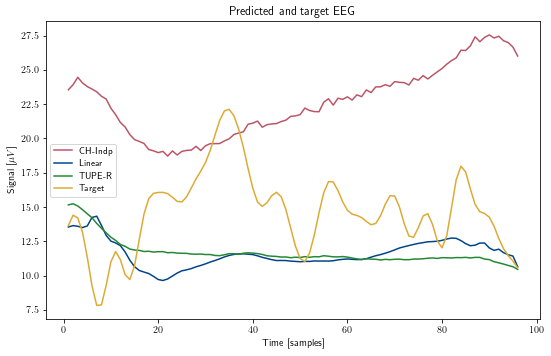 Predicted and target EEG
Signal [μV]
27.5
25.0
22.5
20.0
17.5
15.0
12.5
10.0
7.5
CH-Indp
Linear
TUPE-R
Target
0
20
40
60
80
100
Time [samples]